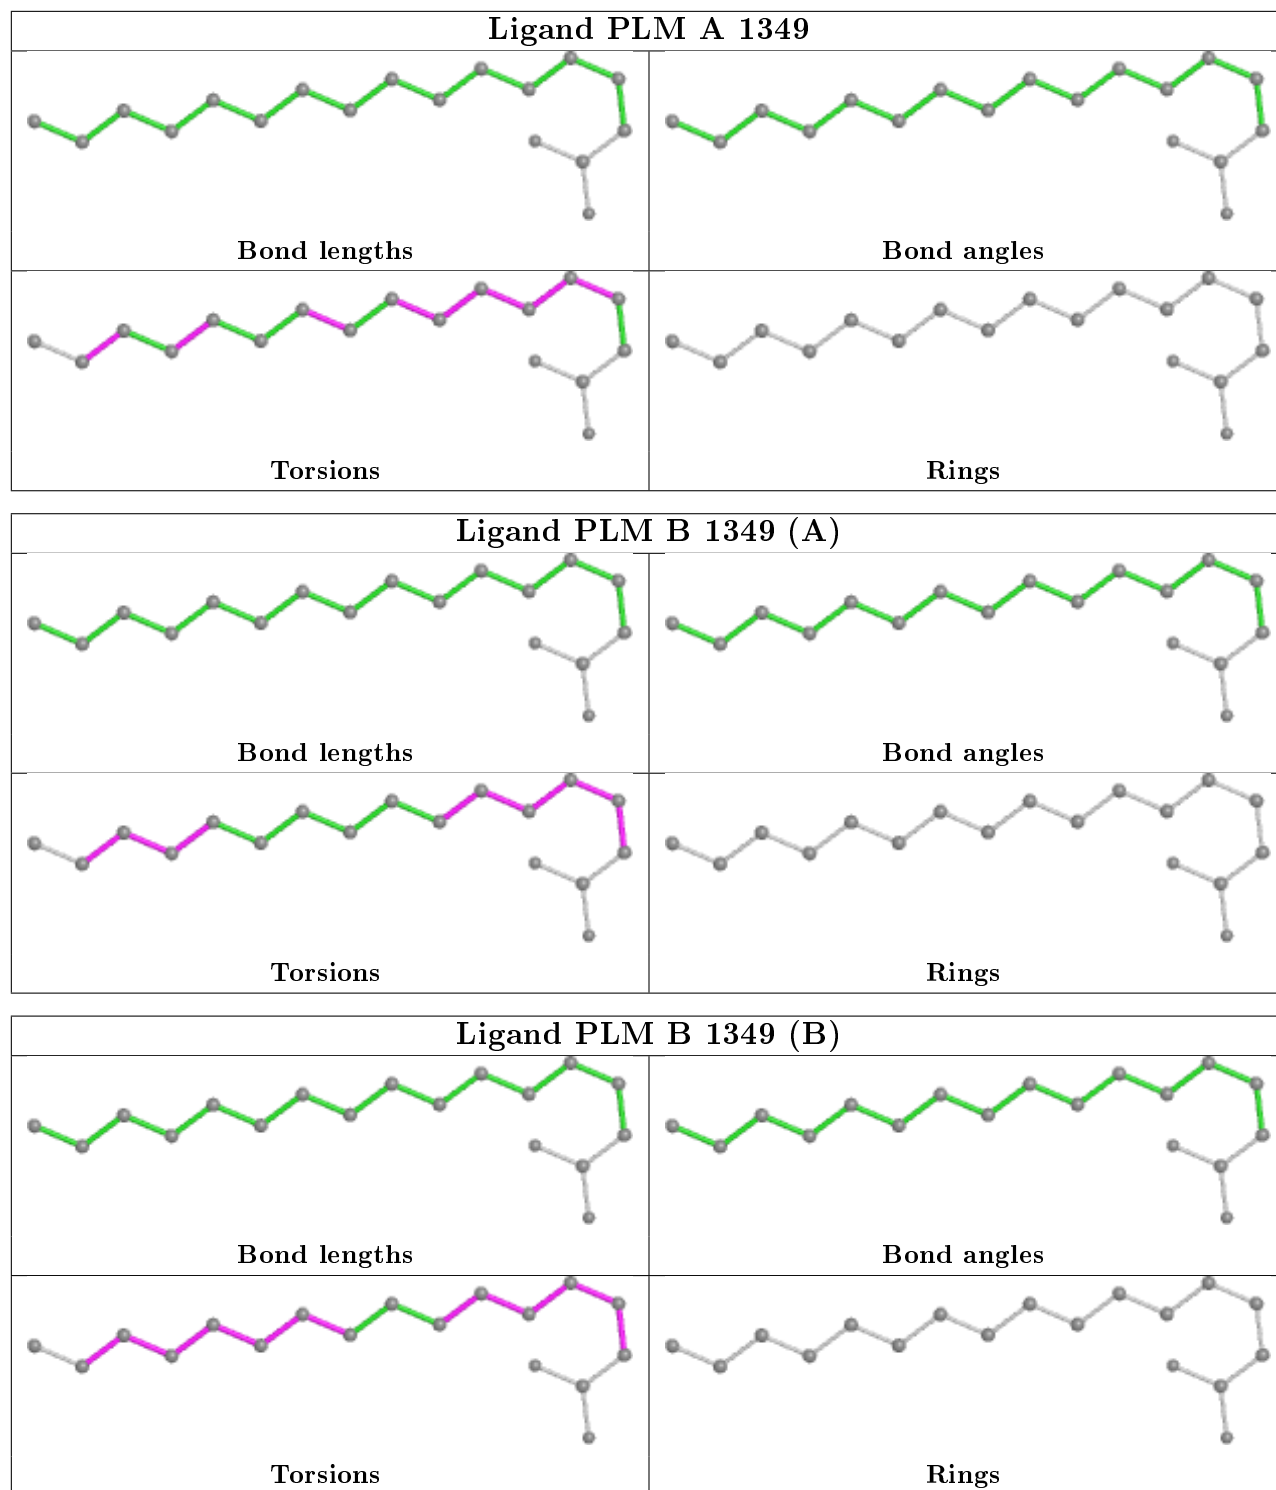 Ligand PLM A 1349
Bond lengths
Bond angles
Torsions
Rings
Ligand PLM B 1349 (A)
Bond lengths
Bond angles
Torsions
Rings
Ligand PLM B 1349 (B)
Bond lengths
Bond angles
Torsions
Rings